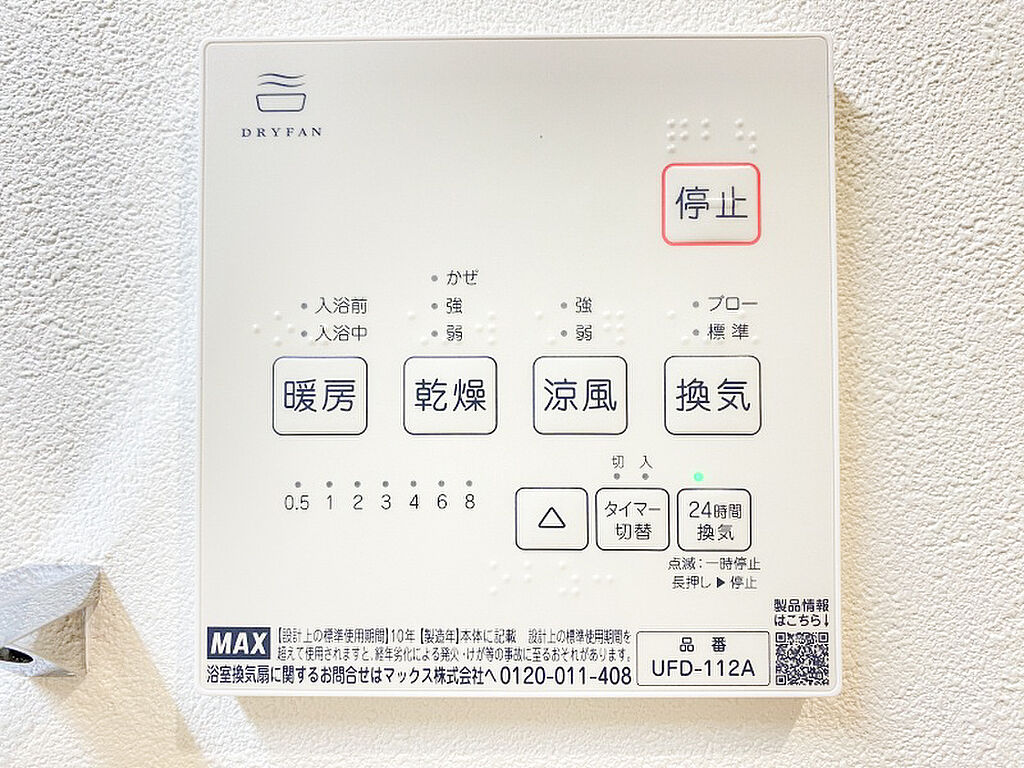 DRYFAN
停止
かぜ
入浴前
強
強
ブロー
入浴中
弱
弱
標準
暖房
乾燥
涼風
換気
切 入
0.5 1 2 3 4 6 8
△
タイマー
切替
24時間
換気
点滅:一時停止
長押し▶停止
製品情報
はこちら↓
MAX
【設計上の標準使用期間】10年 【製造年】本体に記載 設計上の標準使用期間を
超えて使用されますと、経年劣化による発火・けが等の事故に至るおそれがあります。
浴室換気扇に関するお問合せはマックス株式会社へ 0120-011-408
品番
UFD-112A